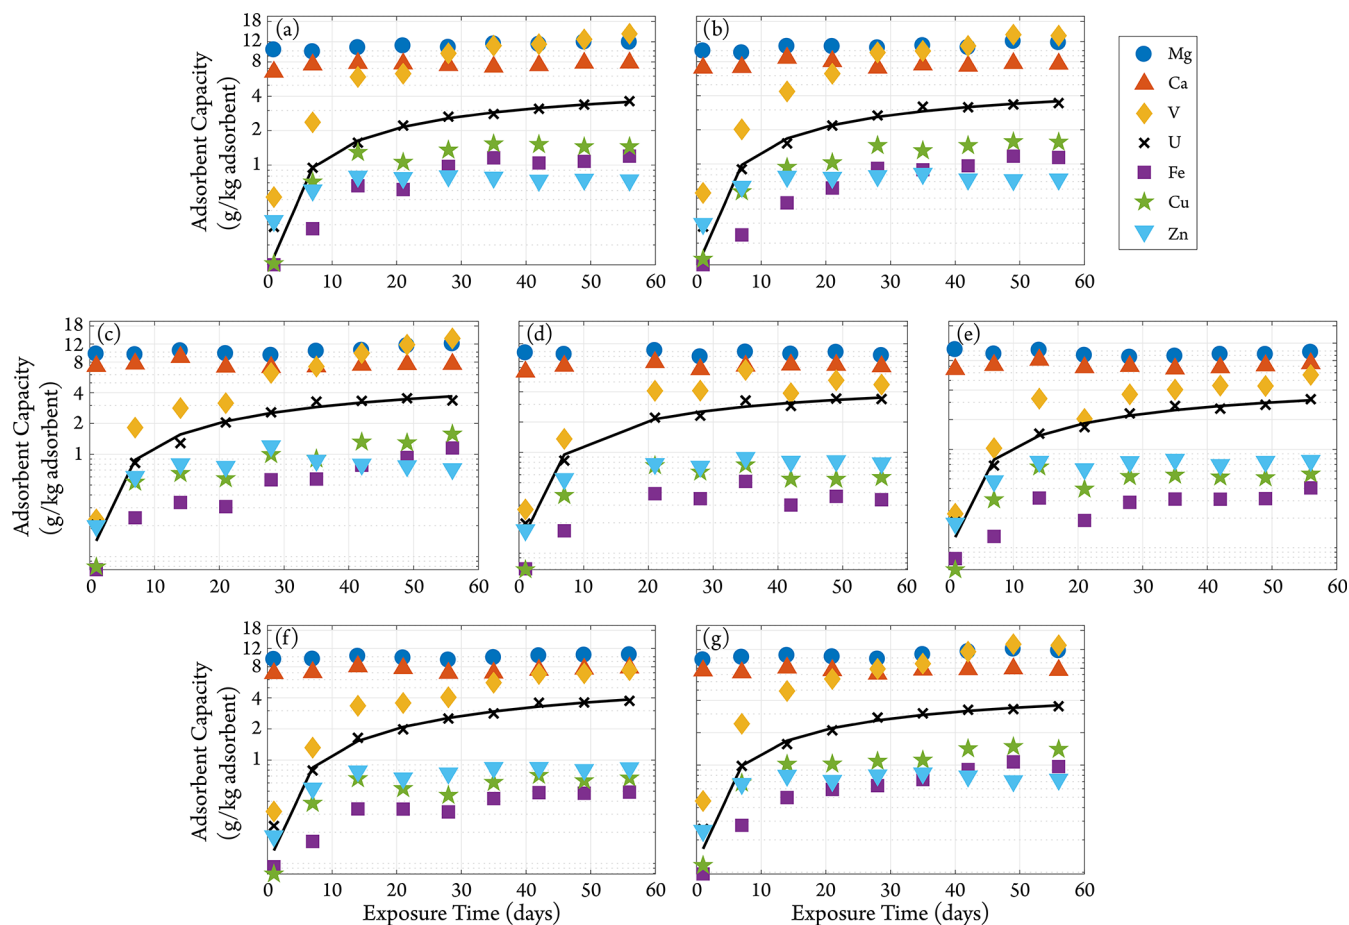 (a)
(b)
18
12
8
4
2
1
Adsorbent Capacity
(g/kg adsorbent)
0 10 20 30 40 50 60
0 10 20 30 40 50 60
Mg
Ca
V
U
Fe
Cu
Zn
(c)
(d)
(e)
18
12
8
4
2
1
Adsorbent Capacity
(g/kg adsorbent)
0 10 20 30 40 50 60
0 10 20 30 40 50 60
0 10 20 30 40 50 60
(f)
(g)
18
12
8
4
2
1
Adsorbent Capacity
(g/kg adsorbent)
0 10 20 30 40 50 60
0 10 20 30 40 50 60
Exposure Time (days)
Exposure Time (days)